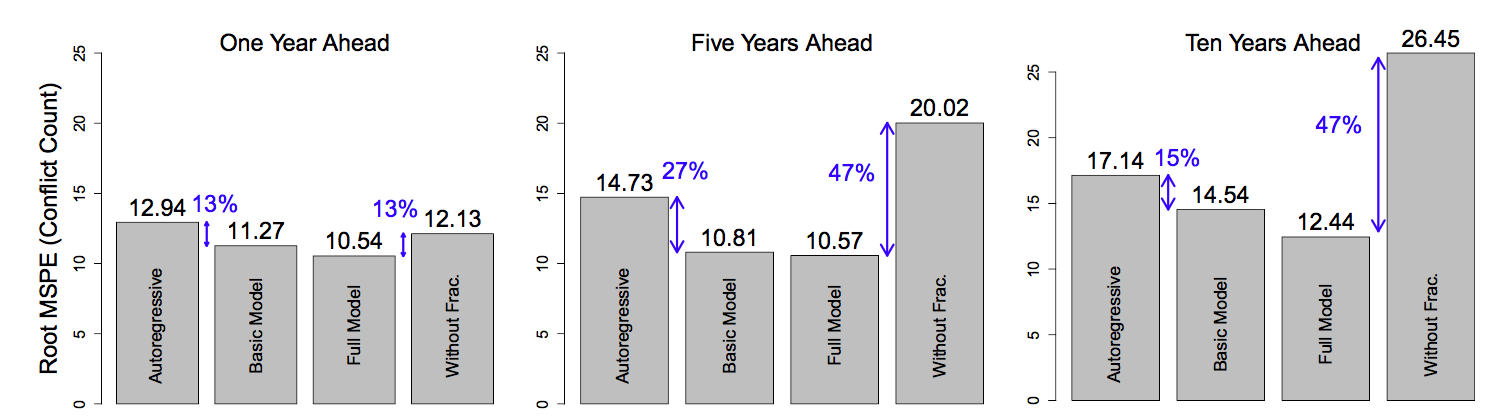 One Year Ahead
Root MSPE (Conflict Count)
0
5
10
15
20
25
12.94
13%
11.27
10.54
13%
12.13
Autoregressive
Basic Model
Full Model
Without Frac.
Five Years Ahead
0
5
10
15
20
25
14.73
27%
10.81
10.57
47%
20.02
Autoregressive
Basic Model
Full Model
Without Frac.
Ten Years Ahead
0
5
10
15
20
25
17.14
15%
14.54
12.44
47%
26.45
Autoregressive
Basic Model
Full Model
Without Frac.